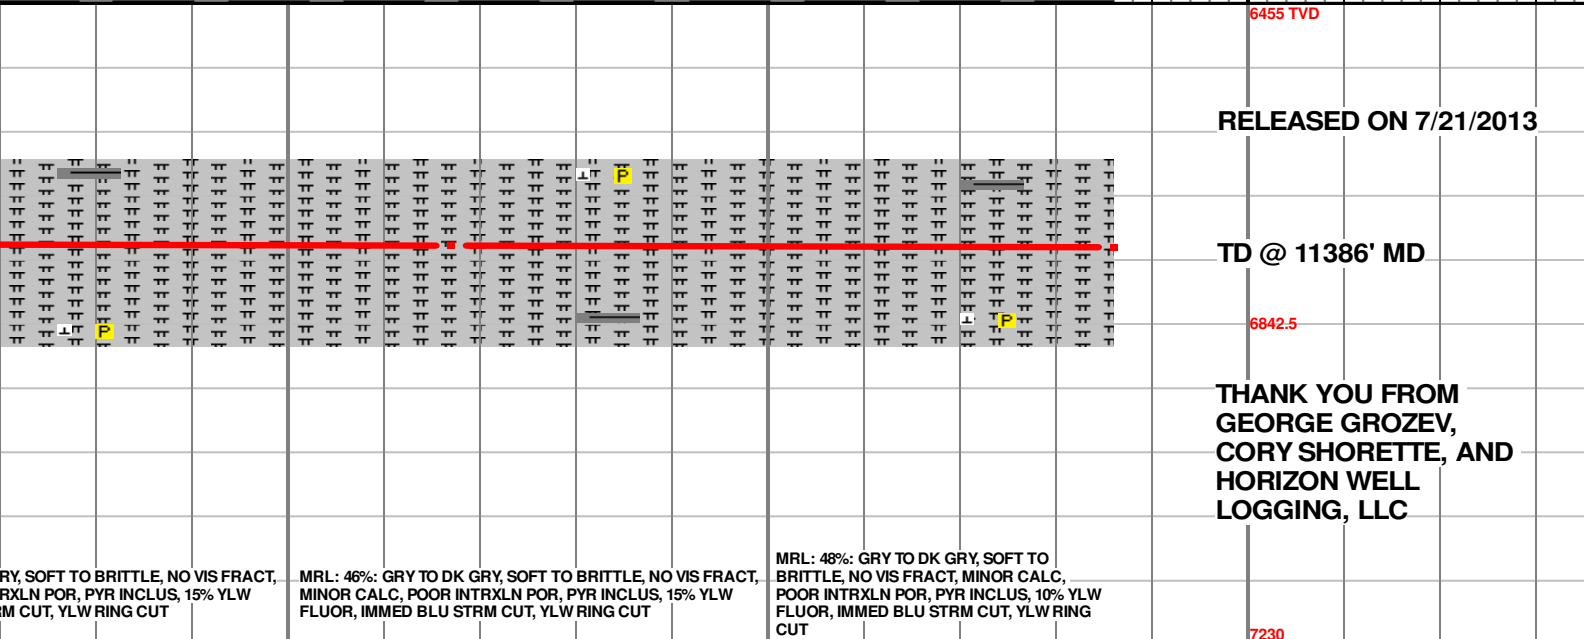 6455 TVD
RELEASED ON 7/21/2013
P
P
TD @ 11386' MD
P
P
6842.5
THANK YOU FROM
GEORGE GROZEV,
CORY SHORETTE, AND
HORIZON WELL
LOGGING, LLC
RY, SOFT TO BRITTLE, NO VIS FRACT,
RXLN POR, PYR INCLUS, 15% YLW
RM CUT, YLW RING CUT
MRL: 46%: GRY TO DK GRY, SOFT TO BRITTLE, NO VIS FRACT,
MINOR CALC, POOR INTRXLN POR, PYR INCLUS, 15% YLW
FLUOR, IMMED BLU STRM CUT, YLW RING CUT
MRL: 48%: GRY TO DK GRY, SOFT TO
BRITTLE, NO VIS FRACT, MINOR CALC,
POOR INTRXLN POR, PYR INCLUS, 10% YLW
FLUOR, IMMED BLU STRM CUT, YLW RING
CUT
7230